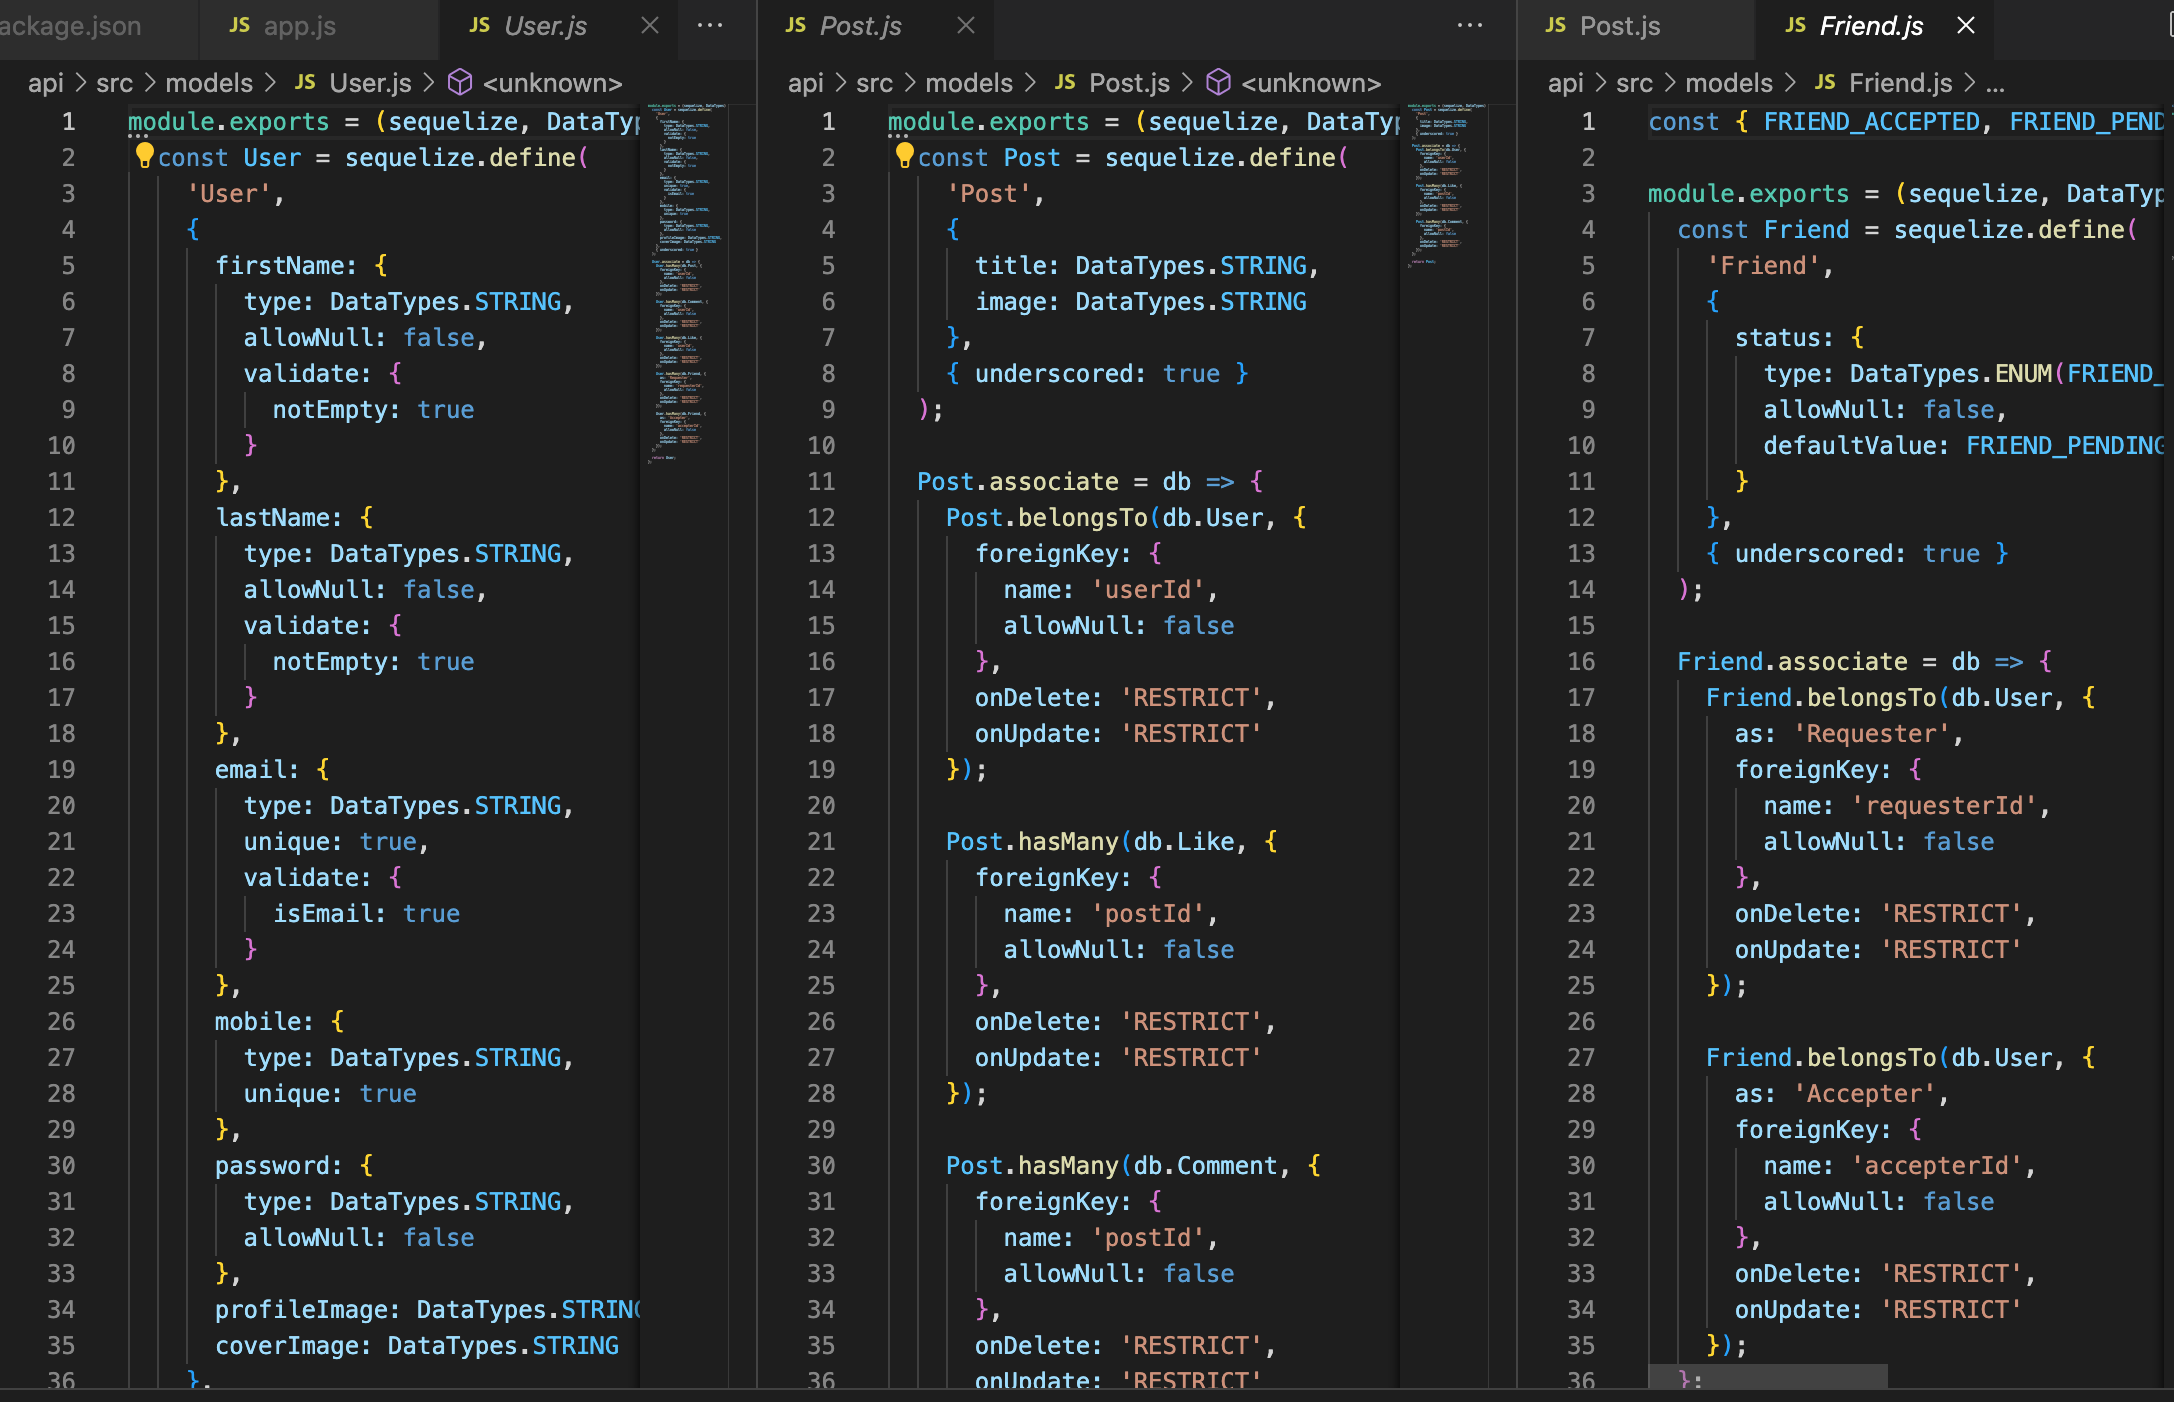 ackage.json
JS app.js
JS User.js
api > src > models > JS User.js > <unknown>
1 module.exports = (sequelize, DataTyp
2 const User = sequelize.define(
3 'User',
4 {
5 firstName: {
6 type: DataTypes.STRING,
7 allowNull: false,
8 validate: {
9 notEmpty: true
10 }
11 },
12 lastName: {
13 type: DataTypes.STRING,
14 allowNull: false,
15 validate: {
16 notEmpty: true
17 }
18 },
19 email: {
20 type: DataTypes.STRING,
21 unique: true,
22 validate: {
23 isEmail: true
24 }
25 },
26 mobile: {
27 type: DataTypes.STRING,
28 unique: true
29 },
30 password: {
31 type: DataTypes.STRING,
32 allowNull: false
33 },
34 profileImage: DataTypes.STRING
35 coverImage: DataTypes.STRING
36 },
JS Post.js
api > src > models > JS Post.js > <unknown>
1 module.exports = (sequelize, DataTyp
2 const Post = sequelize.define(
3 'Post',
4 {
5 title: DataTypes.STRING,
6 image: DataTypes.STRING
7 },
8 { underscored: true }
9 );
10
11 Post.associate = db => {
12 Post.belongsTo(db.User, {
13 foreignKey: {
14 name: 'userId',
15 allowNull: false
16 },
17 onDelete: 'RESTRICT',
18 onUpdate: 'RESTRICT'
19 });
20
21 Post.hasMany(db.Like, {
22 foreignKey: {
23 name: 'postId',
24 allowNull: false
25 },
26 onDelete: 'RESTRICT',
27 onUpdate: 'RESTRICT'
28 });
29
30 Post.hasMany(db.Comment, {
31 foreignKey: {
32 name: 'postId',
33 allowNull: false
34 },
35 onDelete: 'RESTRICT',
36 onUpdate: 'RESTRICT'
JS Post.js
JS Friend.js
api > src > models > JS Friend.js > ...
1 const { FRIEND_ACCEPTED, FRIEND_PEND
2
3 module.exports = (sequelize, DataTyp
4 const Friend = sequelize.define(
5 'Friend',
6 {
7 status: {
8 type: DataTypes.ENUM(FRIEND_
9 allowNull: false,
10 defaultValue: FRIEND_PENDING
11 }
12 },
13 { underscored: true }
14 );
15
16 Friend.associate = db => {
17 Friend.belongsTo(db.User, {
18 as: 'Requester',
19 foreignKey: {
20 name: 'requesterId',
21 allowNull: false
22 },
23 onDelete: 'RESTRICT',
24 onUpdate: 'RESTRICT'
25 });
26
27 Friend.belongsTo(db.User, {
28 as: 'Accepter',
29 foreignKey: {
30 name: 'accepterId',
31 allowNull: false
32 },
33 onDelete: 'RESTRICT',
34 onUpdate: 'RESTRICT'
35 });
36 };